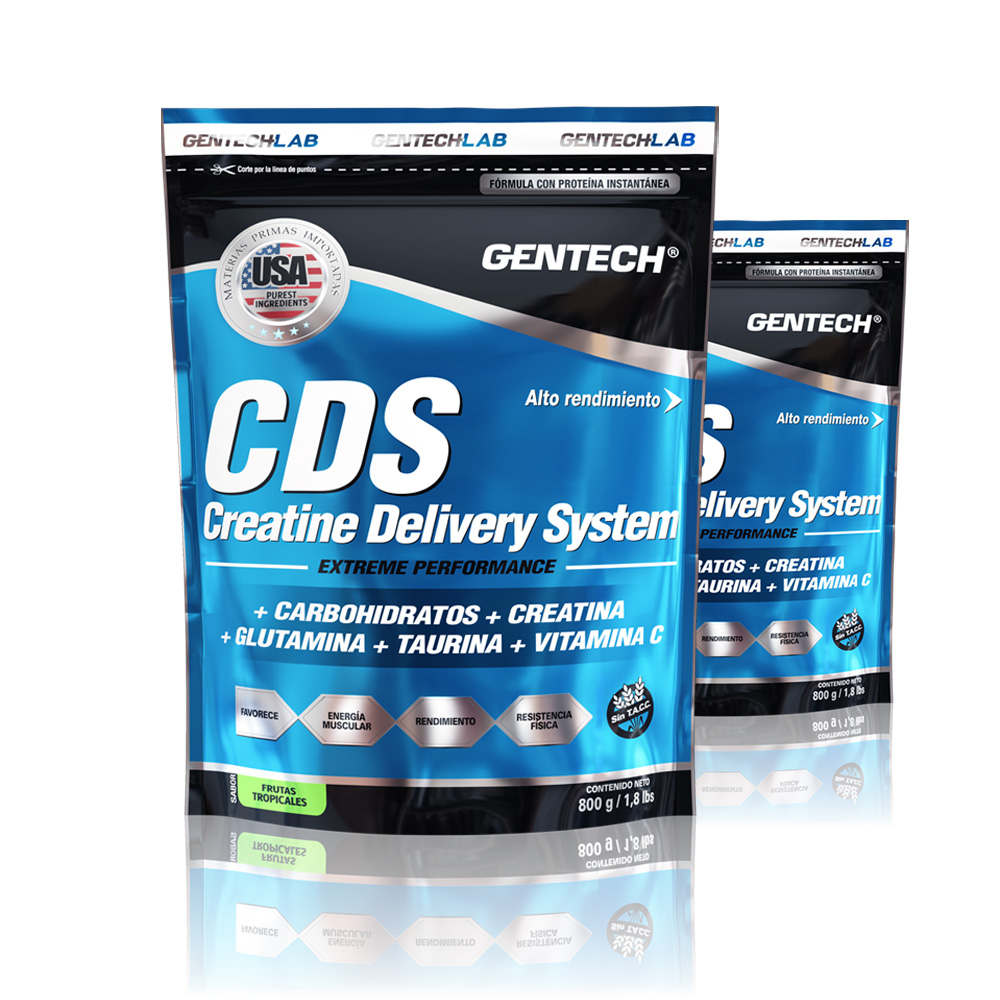 GENTECHLAB GENTECHLAB GENTECHLAB
Corte por la línea de puntos
FÓRMULA CON PROTEÍNA INSTANTÁNEA
MATERIAS PRIMAS IMPORTADAS
USA
PUREST
INGREDIENTS
GENTECH®
Alto rendimiento
CDS
Creatine Delivery System
EXTREME PERFORMANCE
+ CARBOHIDRATOS + CREATINA
+ GLUTAMINA + TAURINA + VITAMINA C
FAVORECE
ENERGÍA
MUSCULAR
RENDIMIENTO
RESISTENCIA
FÍSICA
Sin T.A.C.C.
SABOR
FRUTAS
TROPICALES
CONTENIDO NETO
800 g / 1,8 lbs
CHLAB GENTECHLAB
FÓRMULA CON PROTEÍNA INSTANTÁNEA
GENTECH®
Alto rendimiento
S
elivery System
PERFORMANCE
RATOS + CREATINA
TAURINA + VITAMINA C
RENDIMIENTO
RESISTENCIA
FÍSICA
Sin T.A.C.C.
CONTENIDO NETO
800 g / 1,8 lbs